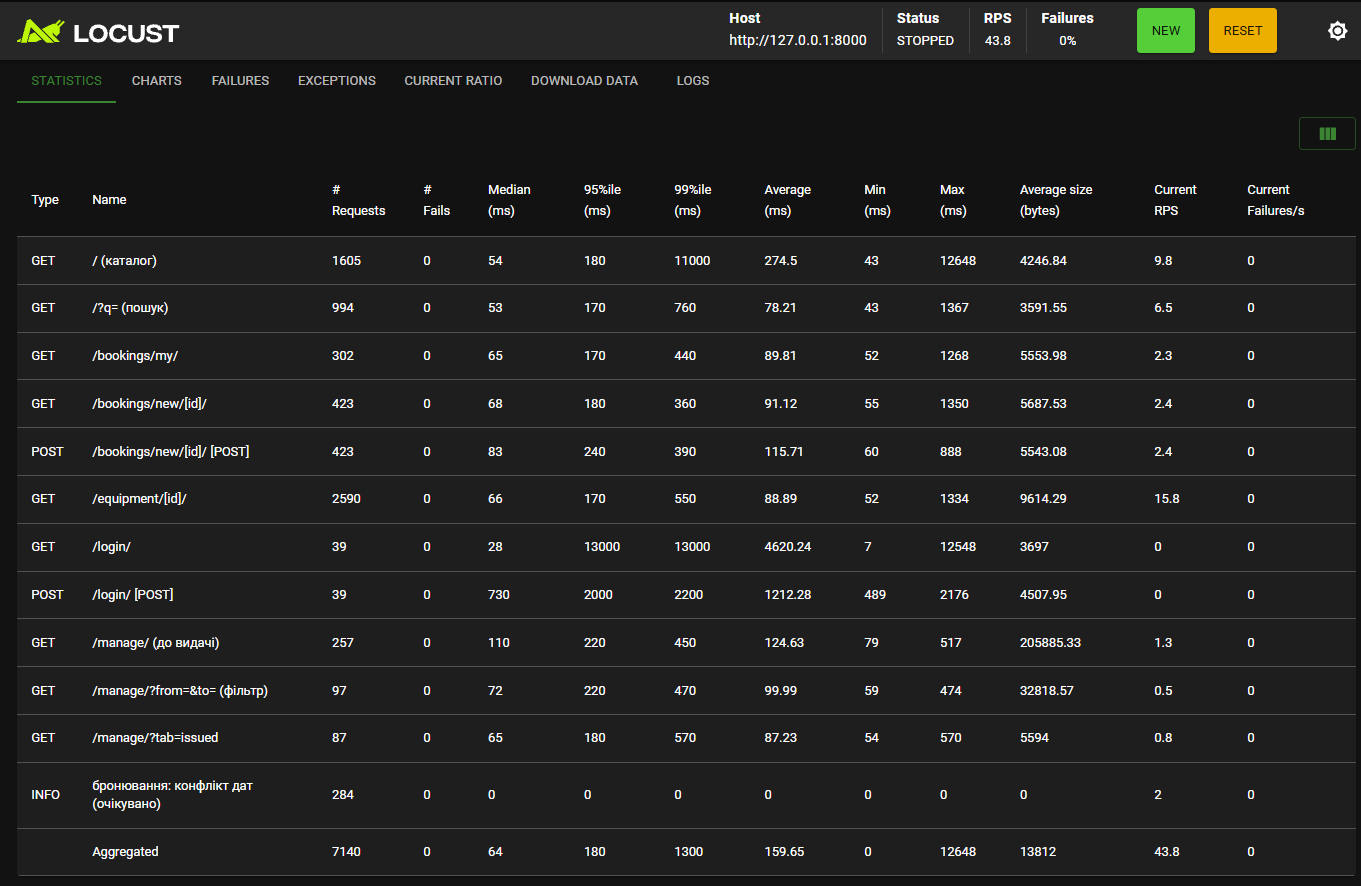 LOCUST
Host
http://127.0.0.1:8000
Status
STOPPED
RPS
43.8
Failures
0%
NEW
RESET
STATISTICS CHARTS FAILURES EXCEPTIONS CURRENT RATIO DOWNLOAD DATA LOGS
Type Name # Requests # Fails Median (ms) 95%ile (ms) 99%ile (ms) Average (ms) Min (ms) Max (ms) Average size (bytes) Current RPS Current Failures/s
GET / (каталог) 1605 0 54 180 11000 274.5 43 12648 4246.84 9.8 0
GET /?q= (пошук) 994 0 53 170 760 78.21 43 1367 3591.55 6.5 0
GET /bookings/my/ 302 0 65 170 440 89.81 52 1268 5553.98 2.3 0
GET /bookings/new/[id]/ 423 0 68 180 360 91.12 55 1350 5687.53 2.4 0
POST /bookings/new/[id]/ [POST] 423 0 83 240 390 115.71 60 888 5543.08 2.4 0
GET /equipment/[id]/ 2590 0 66 170 550 88.89 52 1334 9614.29 15.8 0
GET /login/ 39 0 28 13000 13000 4620.24 7 12548 3697 0 0
POST /login/ [POST] 39 0 730 2000 2200 1212.28 489 2176 4507.95 0 0
GET /manage/ (до видачі) 257 0 110 220 450 124.63 79 517 205885.33 1.3 0
GET /manage/?from=&to= (фільтр) 97 0 72 220 470 99.99 59 474 32818.57 0.5 0
GET /manage/?tab=issued 87 0 65 180 570 87.23 54 570 5594 0.8 0
INFO бронювання: конфлікт дат (очікувано) 284 0 0 0 0 0 0 0 0 2 0
Aggregated 7140 0 64 180 1300 159.65 0 12648 13812 43.8 0